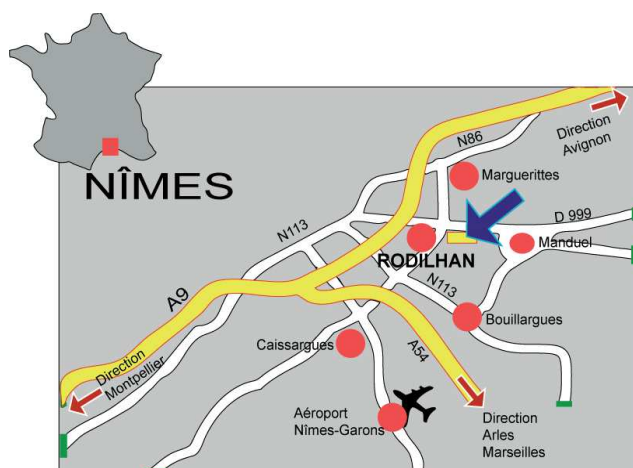 NÎMES
N86
Direction
Avignon
Marguerittes
D 999
N113
RODILHAN
Manduel
N113
A9
Bouillargues
Caissargues
A54
Direction
Montpellier
Aéroport
Nîmes-Garons
Direction
Arles
Marseilles